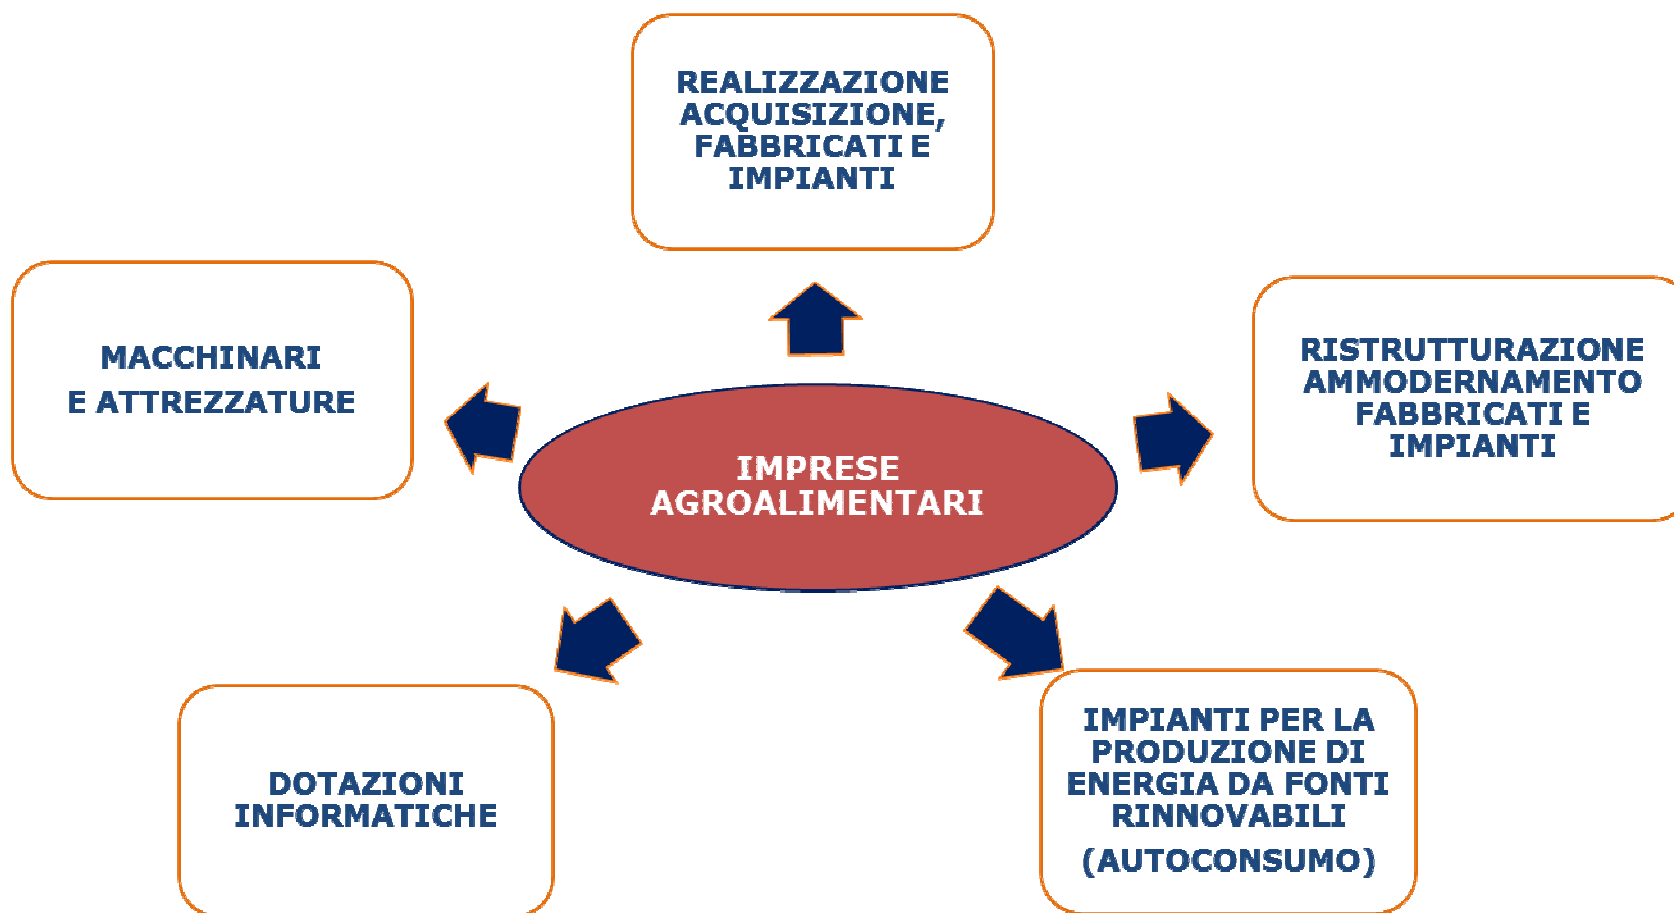 REALIZZAZIONE
ACQUISIZIONE,
FABBRICATI E
IMPIANTI
MACCHINARI
E ATTREZZATURE
RISTRUTTURAZIONE
AMMODERNAMENTO
FABBRICATI E
IMPIANTI
IMPRESE
AGROALIMENTARI
DOTAZIONI
INFORMATICHE
IMPIANTI PER LA
PRODUZIONE DI
ENERGIA DA FONTI
RINNOVABILI
(AUTOCONSUMO)